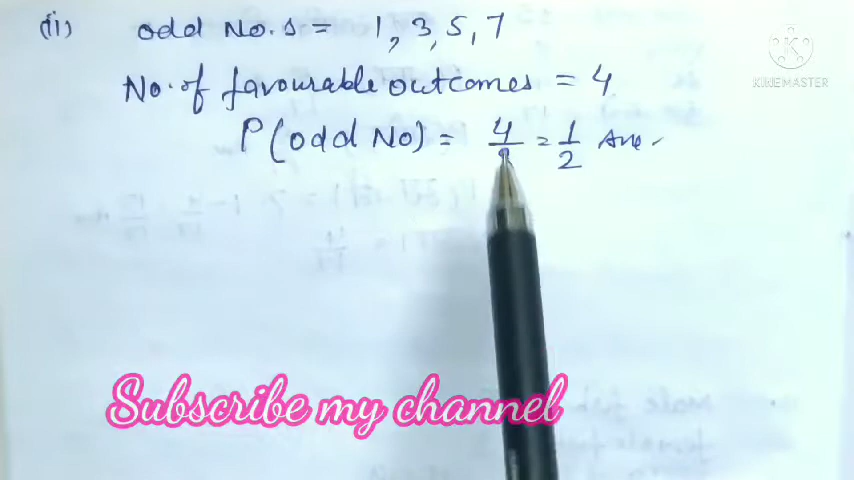 (ii) odd No.s = 1, 3, 5, 7
No. of favourable outcomes = 4
P(odd No) = 4/8 = 1/2 Ans
KINEMASTER
Subscribe my channel